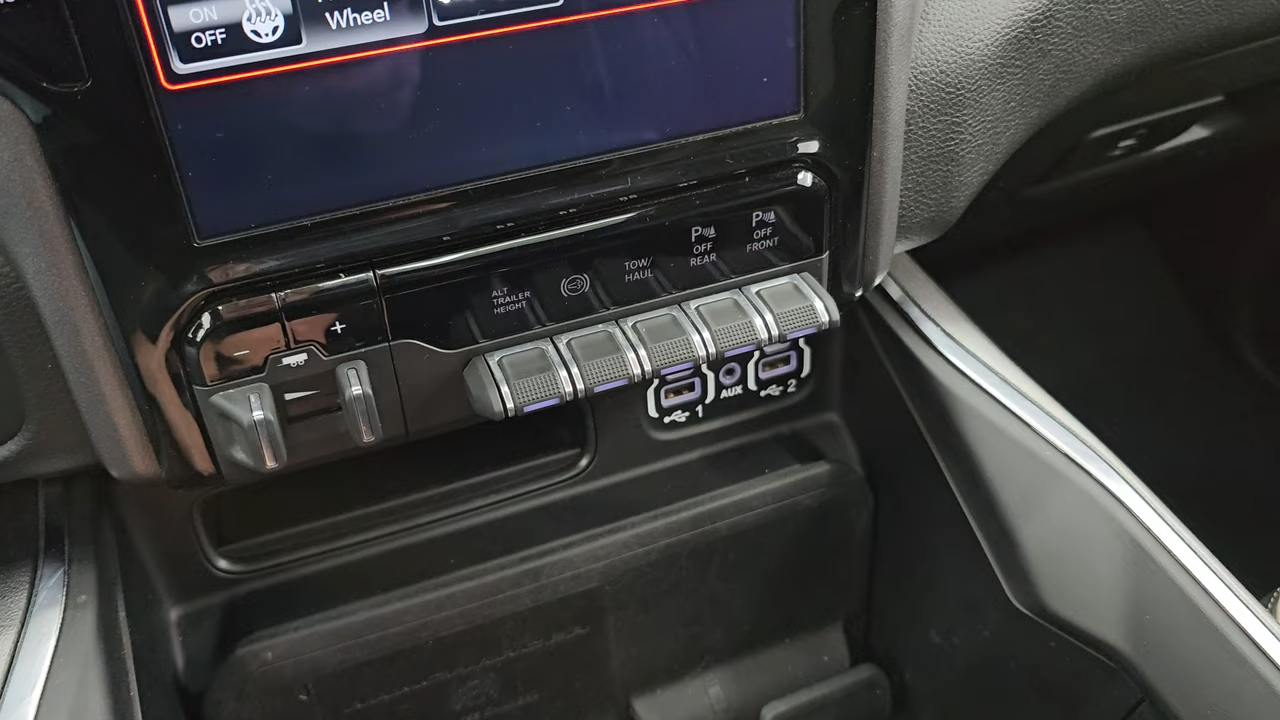 ON
OFF
Wheel
P
OFF
FRONT
P
OFF
REAR
TOW/
HAUL
ALT
TRAILER
HEIGHT
+
-
1
AUX
2